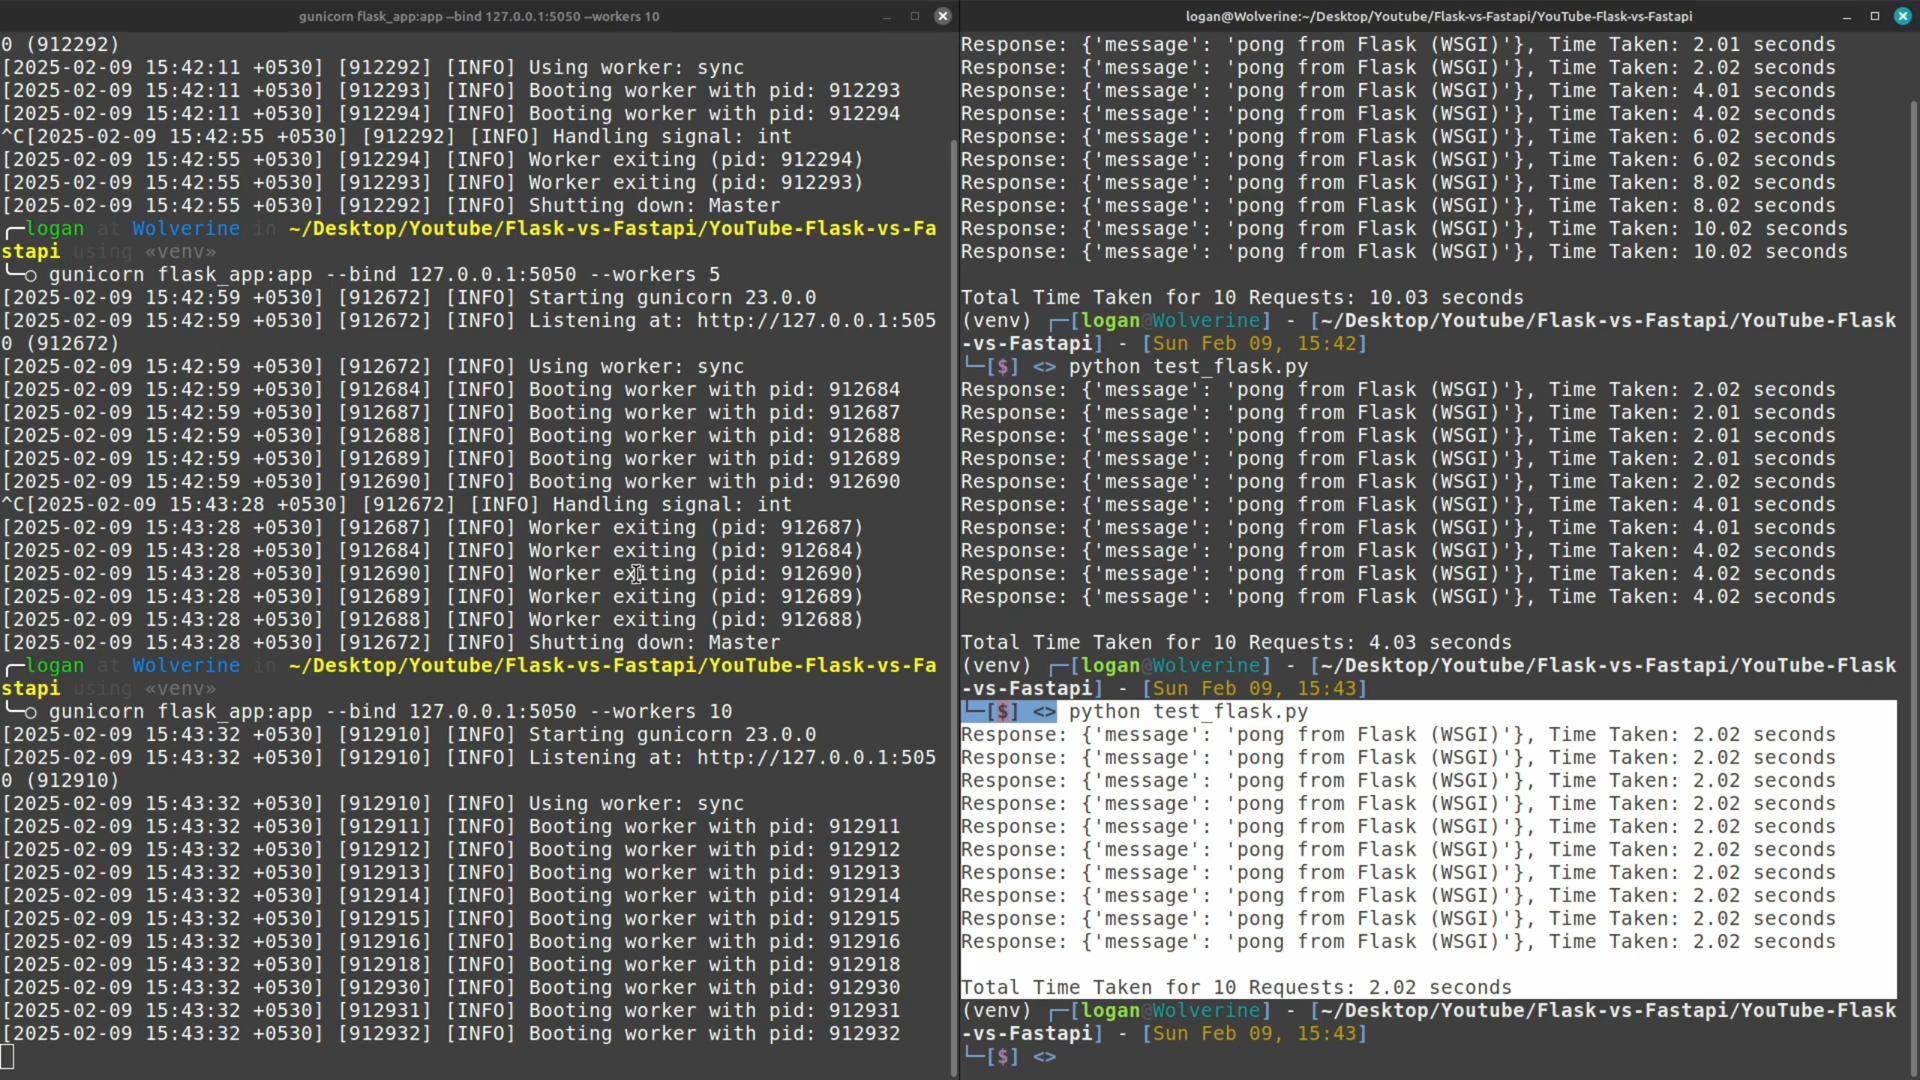 gunicorn flask_app:app --bind 127.0.0.1:5050 --workers 10
0 (912292)
[2025-02-09 15:42:11 +0530] [912292] [INFO] Using worker: sync
[2025-02-09 15:42:11 +0530] [912293] [INFO] Booting worker with pid: 912293
[2025-02-09 15:42:11 +0530] [912294] [INFO] Booting worker with pid: 912294
^C[2025-02-09 15:42:55 +0530] [912292] [INFO] Handling signal: int
[2025-02-09 15:42:55 +0530] [912294] [INFO] Worker exiting (pid: 912294)
[2025-02-09 15:42:55 +0530] [912293] [INFO] Worker exiting (pid: 912293)
[2025-02-09 15:42:55 +0530] [912292] [INFO] Shutting down: Master
╭─logan at Wolverine in ~/Desktop/Youtube/Flask-vs-Fastapi/YouTube-Flask-vs-Fa
stapi using «venv»
╰─○ gunicorn flask_app:app --bind 127.0.0.1:5050 --workers 5
[2025-02-09 15:42:59 +0530] [912672] [INFO] Starting gunicorn 23.0.0
[2025-02-09 15:42:59 +0530] [912672] [INFO] Listening at: http://127.0.0.1:505
0 (912672)
[2025-02-09 15:42:59 +0530] [912672] [INFO] Using worker: sync
[2025-02-09 15:42:59 +0530] [912684] [INFO] Booting worker with pid: 912684
[2025-02-09 15:42:59 +0530] [912687] [INFO] Booting worker with pid: 912687
[2025-02-09 15:42:59 +0530] [912688] [INFO] Booting worker with pid: 912688
[2025-02-09 15:42:59 +0530] [912689] [INFO] Booting worker with pid: 912689
[2025-02-09 15:42:59 +0530] [912690] [INFO] Booting worker with pid: 912690
^C[2025-02-09 15:43:28 +0530] [912672] [INFO] Handling signal: int
[2025-02-09 15:43:28 +0530] [912687] [INFO] Worker exiting (pid: 912687)
[2025-02-09 15:43:28 +0530] [912684] [INFO] Worker exiting (pid: 912684)
[2025-02-09 15:43:28 +0530] [912690] [INFO] Worker exiting (pid: 912690)
[2025-02-09 15:43:28 +0530] [912689] [INFO] Worker exiting (pid: 912689)
[2025-02-09 15:43:28 +0530] [912688] [INFO] Worker exiting (pid: 912688)
[2025-02-09 15:43:28 +0530] [912672] [INFO] Shutting down: Master
╭─logan at Wolverine in ~/Desktop/Youtube/Flask-vs-Fastapi/YouTube-Flask-vs-Fa
stapi using «venv»
╰─○ gunicorn flask_app:app --bind 127.0.0.1:5050 --workers 10
[2025-02-09 15:43:32 +0530] [912910] [INFO] Starting gunicorn 23.0.0
[2025-02-09 15:43:32 +0530] [912910] [INFO] Listening at: http://127.0.0.1:505
0 (912910)
[2025-02-09 15:43:32 +0530] [912910] [INFO] Using worker: sync
[2025-02-09 15:43:32 +0530] [912911] [INFO] Booting worker with pid: 912911
[2025-02-09 15:43:32 +0530] [912912] [INFO] Booting worker with pid: 912912
[2025-02-09 15:43:32 +0530] [912913] [INFO] Booting worker with pid: 912913
[2025-02-09 15:43:32 +0530] [912914] [INFO] Booting worker with pid: 912914
[2025-02-09 15:43:32 +0530] [912915] [INFO] Booting worker with pid: 912915
[2025-02-09 15:43:32 +0530] [912916] [INFO] Booting worker with pid: 912916
[2025-02-09 15:43:32 +0530] [912918] [INFO] Booting worker with pid: 912918
[2025-02-09 15:43:32 +0530] [912930] [INFO] Booting worker with pid: 912930
[2025-02-09 15:43:32 +0530] [912931] [INFO] Booting worker with pid: 912931
[2025-02-09 15:43:32 +0530] [912932] [INFO] Booting worker with pid: 912932
logan@Wolverine:~/Desktop/Youtube/Flask-vs-Fastapi/YouTube-Flask-vs-Fastapi
Response: {'message': 'pong from Flask (WSGI)'}, Time Taken: 2.01 seconds
Response: {'message': 'pong from Flask (WSGI)'}, Time Taken: 2.02 seconds
Response: {'message': 'pong from Flask (WSGI)'}, Time Taken: 4.01 seconds
Response: {'message': 'pong from Flask (WSGI)'}, Time Taken: 4.02 seconds
Response: {'message': 'pong from Flask (WSGI)'}, Time Taken: 6.02 seconds
Response: {'message': 'pong from Flask (WSGI)'}, Time Taken: 6.02 seconds
Response: {'message': 'pong from Flask (WSGI)'}, Time Taken: 8.02 seconds
Response: {'message': 'pong from Flask (WSGI)'}, Time Taken: 8.02 seconds
Response: {'message': 'pong from Flask (WSGI)'}, Time Taken: 10.02 seconds
Response: {'message': 'pong from Flask (WSGI)'}, Time Taken: 10.02 seconds
Total Time Taken for 10 Requests: 10.03 seconds
(venv) ┌─[logan@Wolverine] - [~/Desktop/Youtube/Flask-vs-Fastapi/YouTube-Flask
-vs-Fastapi] - [Sun Feb 09, 15:42]
└─[$] <> python test_flask.py
Response: {'message': 'pong from Flask (WSGI)'}, Time Taken: 2.02 seconds
Response: {'message': 'pong from Flask (WSGI)'}, Time Taken: 2.01 seconds
Response: {'message': 'pong from Flask (WSGI)'}, Time Taken: 2.01 seconds
Response: {'message': 'pong from Flask (WSGI)'}, Time Taken: 2.01 seconds
Response: {'message': 'pong from Flask (WSGI)'}, Time Taken: 2.02 seconds
Response: {'message': 'pong from Flask (WSGI)'}, Time Taken: 4.01 seconds
Response: {'message': 'pong from Flask (WSGI)'}, Time Taken: 4.01 seconds
Response: {'message': 'pong from Flask (WSGI)'}, Time Taken: 4.02 seconds
Response: {'message': 'pong from Flask (WSGI)'}, Time Taken: 4.02 seconds
Response: {'message': 'pong from Flask (WSGI)'}, Time Taken: 4.02 seconds
Total Time Taken for 10 Requests: 4.03 seconds
(venv) ┌─[logan@Wolverine] - [~/Desktop/Youtube/Flask-vs-Fastapi/YouTube-Flask
-vs-Fastapi] - [Sun Feb 09, 15:43]
└─[$] <> python test_flask.py
Response: {'message': 'pong from Flask (WSGI)'}, Time Taken: 2.02 seconds
Response: {'message': 'pong from Flask (WSGI)'}, Time Taken: 2.02 seconds
Response: {'message': 'pong from Flask (WSGI)'}, Time Taken: 2.02 seconds
Response: {'message': 'pong from Flask (WSGI)'}, Time Taken: 2.02 seconds
Response: {'message': 'pong from Flask (WSGI)'}, Time Taken: 2.02 seconds
Response: {'message': 'pong from Flask (WSGI)'}, Time Taken: 2.02 seconds
Response: {'message': 'pong from Flask (WSGI)'}, Time Taken: 2.02 seconds
Response: {'message': 'pong from Flask (WSGI)'}, Time Taken: 2.02 seconds
Response: {'message': 'pong from Flask (WSGI)'}, Time Taken: 2.02 seconds
Response: {'message': 'pong from Flask (WSGI)'}, Time Taken: 2.02 seconds
Total Time Taken for 10 Requests: 2.02 seconds
(venv) ┌─[logan@Wolverine] - [~/Desktop/Youtube/Flask-vs-Fastapi/YouTube-Flask
-vs-Fastapi] - [Sun Feb 09, 15:43]
└─[$] <>